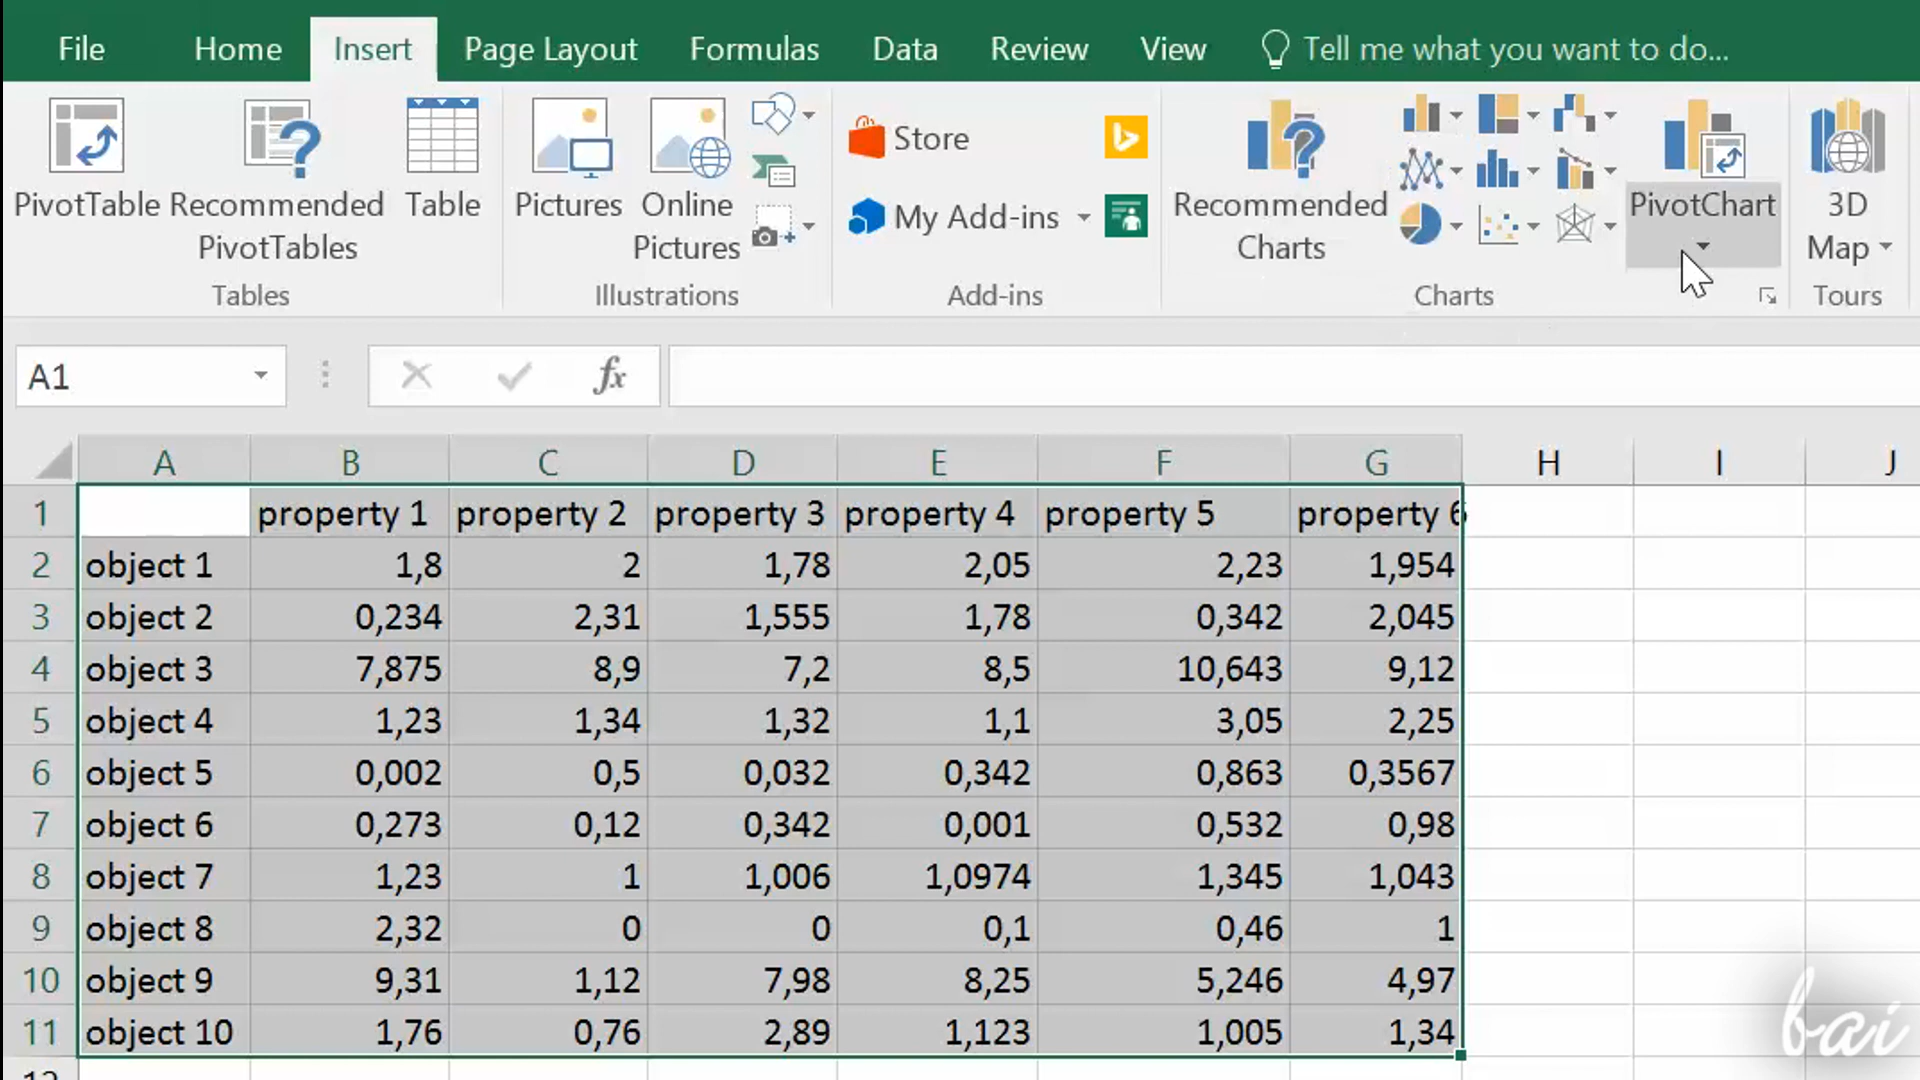 File Home Insert Page Layout Formulas Data Review View Tell me what you want to do...
PivotTable Recommended PivotTables Table Pictures Online Pictures Store My Add-ins Recommended Charts PivotChart 3D Map
Tables Illustrations Add-ins Charts Tours
A1 fx
A B C D E F G H I J
1 property 1 property 2 property 3 property 4 property 5 property 6
2 object 1 1,8 2 1,78 2,05 2,23 1,954
3 object 2 0,234 2,31 1,555 1,78 0,342 2,045
4 object 3 7,875 8,9 7,2 8,5 10,643 9,12
5 object 4 1,23 1,34 1,32 1,1 3,05 2,25
6 object 5 0,002 0,5 0,032 0,342 0,863 0,3567
7 object 6 0,273 0,12 0,342 0,001 0,532 0,98
8 object 7 1,23 1 1,006 1,0974 1,345 1,043
9 object 8 2,32 0 0 0,1 0,46 1
10 object 9 9,31 1,12 7,98 8,25 5,246 4,97
11 object 10 1,76 0,76 2,89 1,123 1,005 1,34
12
bai